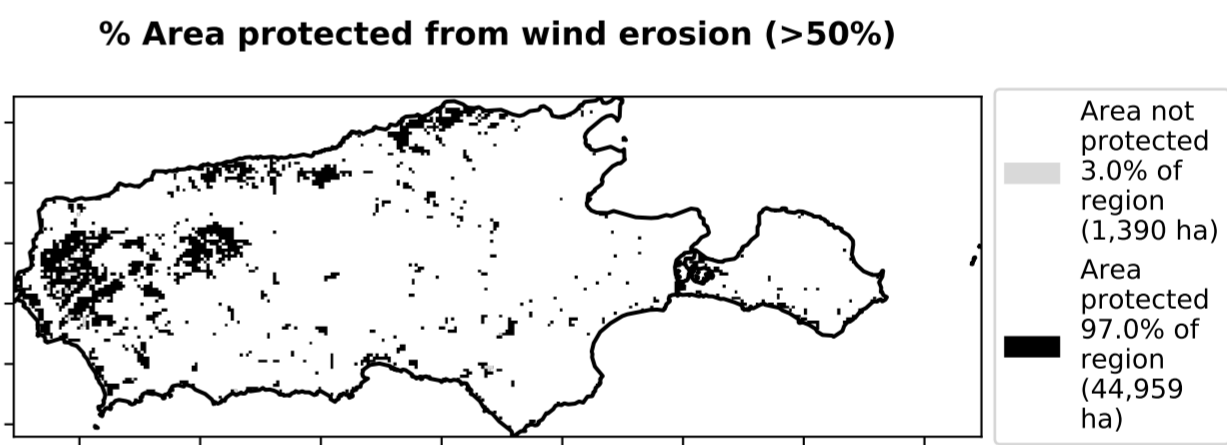 % Area protected from wind erosion (>50%)
Area not
protected
3.0% of
region
(1,390 ha)
Area
protected
97.0% of
region
(44,959
ha)